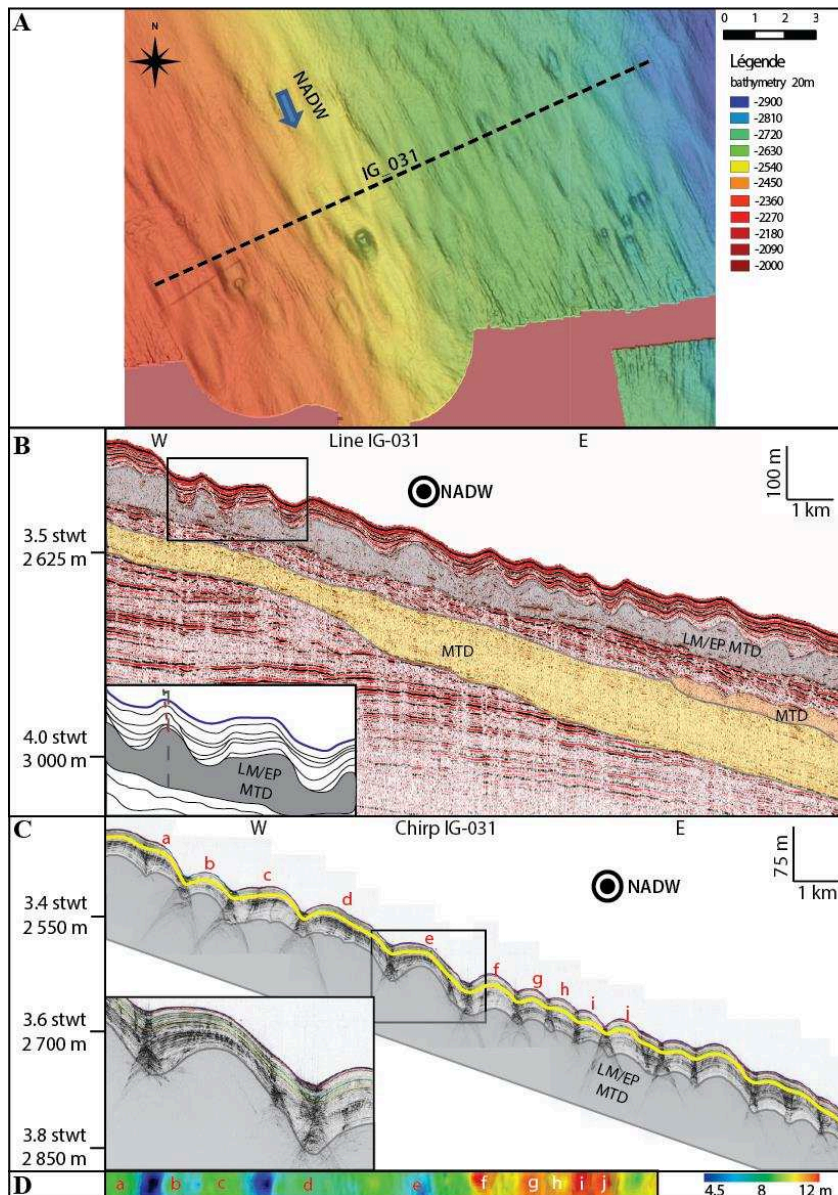 A
N
NADW
IG_031
0 1 2 3
Légende
bathymetry 20m
-2900
-2810
-2720
-2630
-2540
-2450
-2360
-2270
-2180
-2090
-2000
B
W Line IG-031 E
NADW
100 m
1 km
3.5 stwt
2 625 m
LM/EP MTD
MTD
MTD
4.0 stwt
3 000 m
LM/EP
MTD
C
W Chirp IG-031 E
NADW
75 m
1 km
a
b
c
d
e
f
g
h
i
j
3.4 stwt
2 550 m
3.6 stwt
2 700 m
LM/EP
MTD
3.8 stwt
2 850 m
D
a b c d e f g h i j
4.5 8 12 m